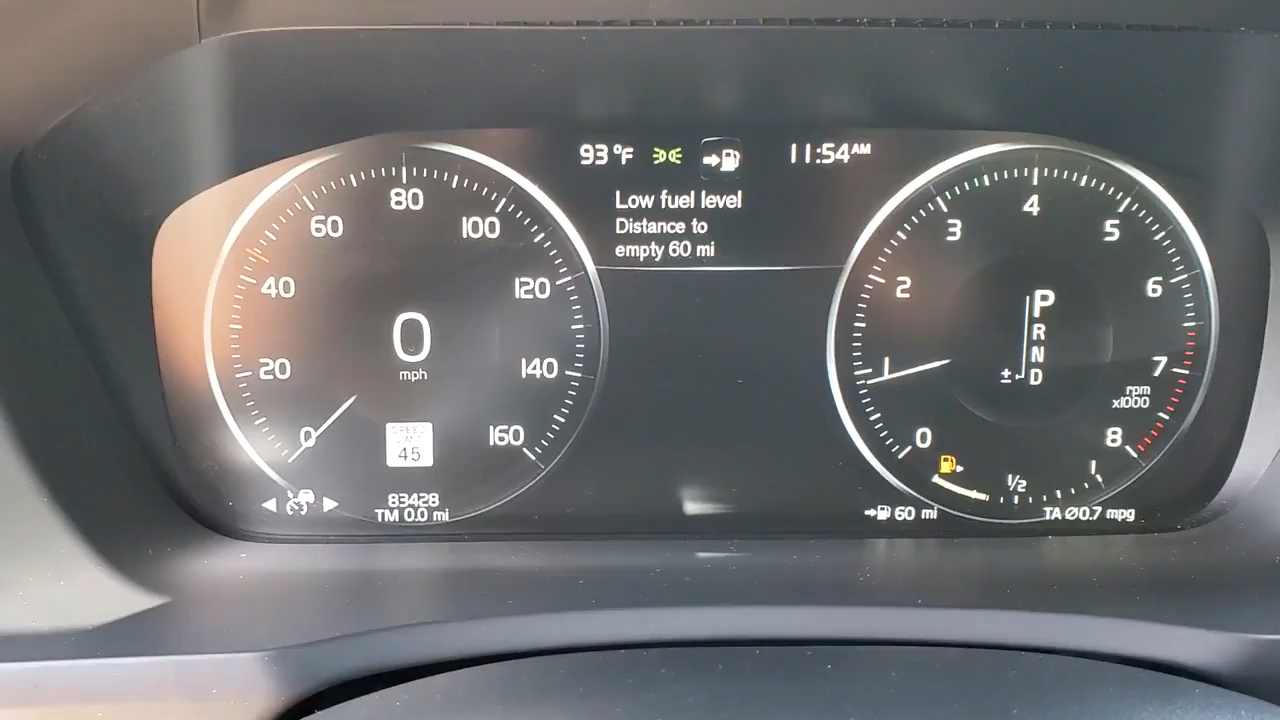 93 °F
11:54 AM
Low fuel level
Distance to
empty 60 mi
0
20
40
60
80
100
120
140
160
0
mph
SPEED
LIMIT
45
83428
TM 0.0 mi
0
1
2
3
4
5
6
7
8
rpm
x1000
P
R
N
D
±
1/2
1
60 mi
TA Ø0.7 mpg